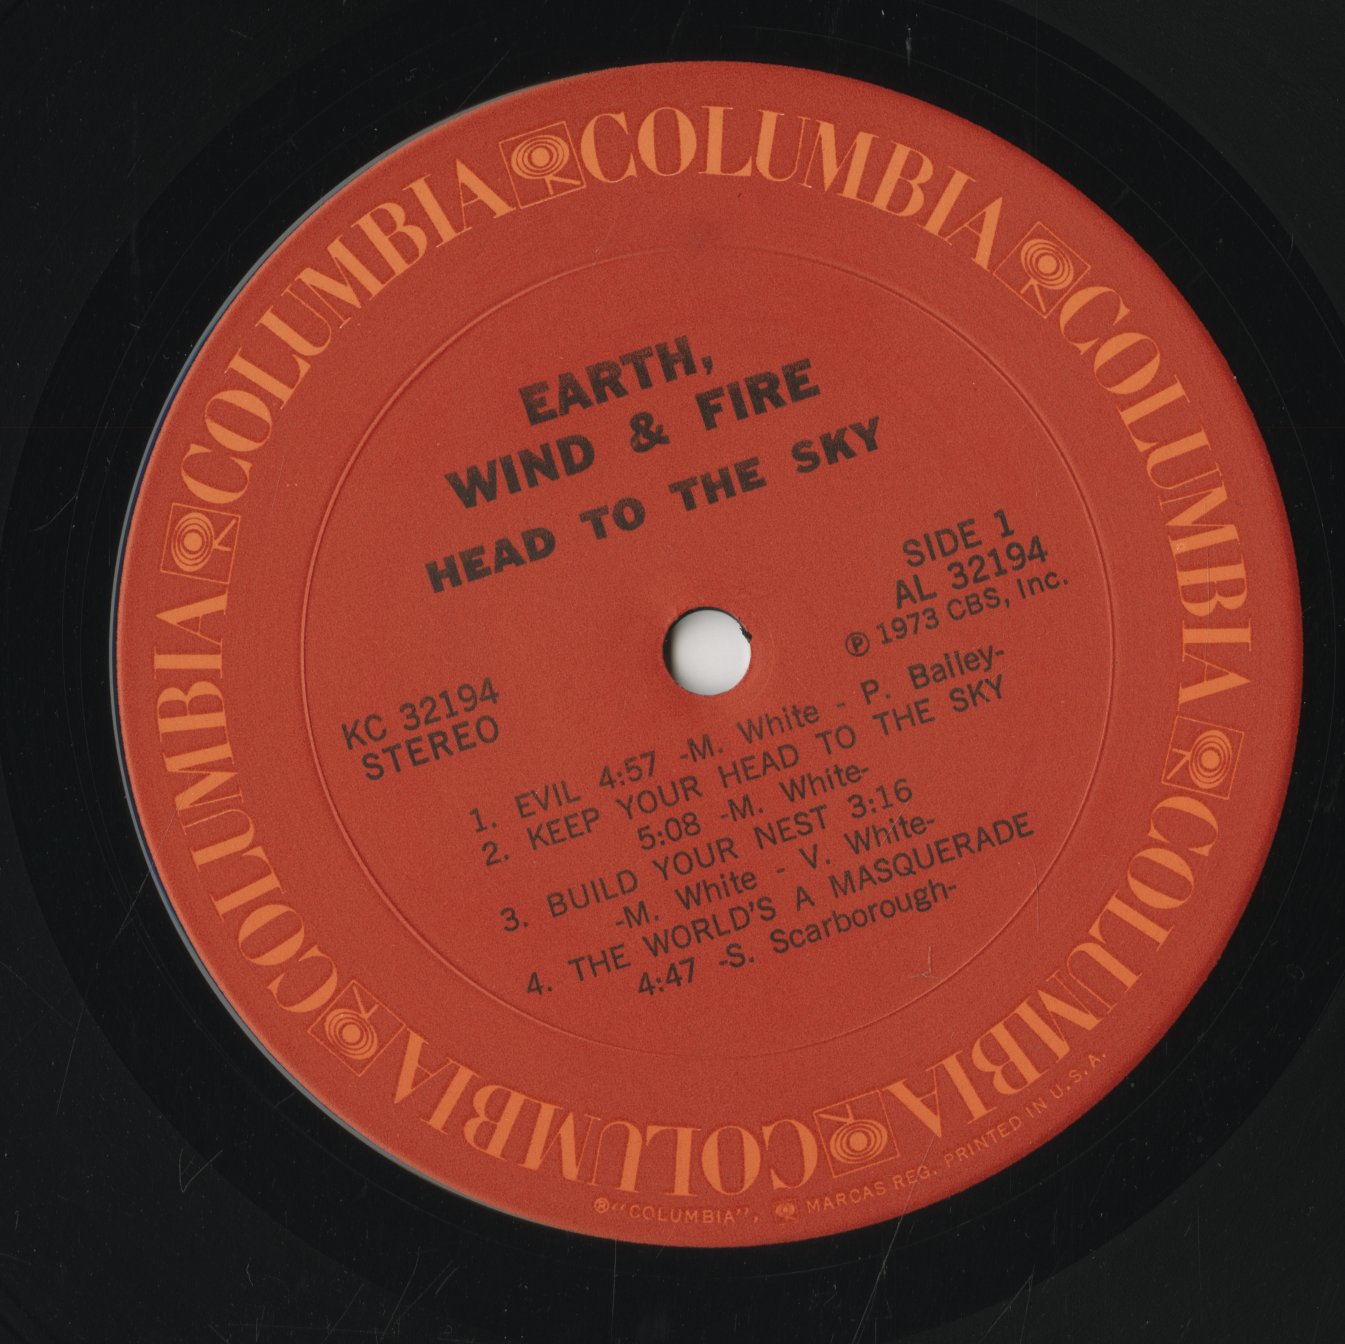 COLUMBIA COLUMBIA COLUMBIA COLUMBIA COLUMBIA COLUMBIA
EARTH,
WIND & FIRE
HEAD TO THE SKY
SIDE 1
AL 32194
℗ 1973 CBS, Inc.
KC 32194
STEREO
1. EVIL 4:57 -M. White - P. Bailey-
2. KEEP YOUR HEAD TO THE SKY
5:08 -M. White-
3. BUILD YOUR NEST 3:16
-M. White - V. White-
4. THE WORLD'S A MASQUERADE
4:47 -S. Scarborough-
®"COLUMBIA", MARCAS REG. PRINTED IN U.S.A.